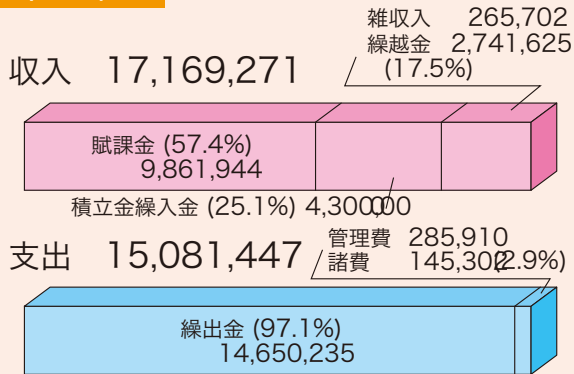 雑収入 265,702
繰越金 2,741,625
(17.5%)
収入 17,169,271
賦課金 (57.4%)
9,861,944
積立金繰入金 (25.1%) 4,300,000
支出 15,081,447
管理費 285,910
諸費 145,302
(2.9%)
繰出金 (97.1%)
14,650,235